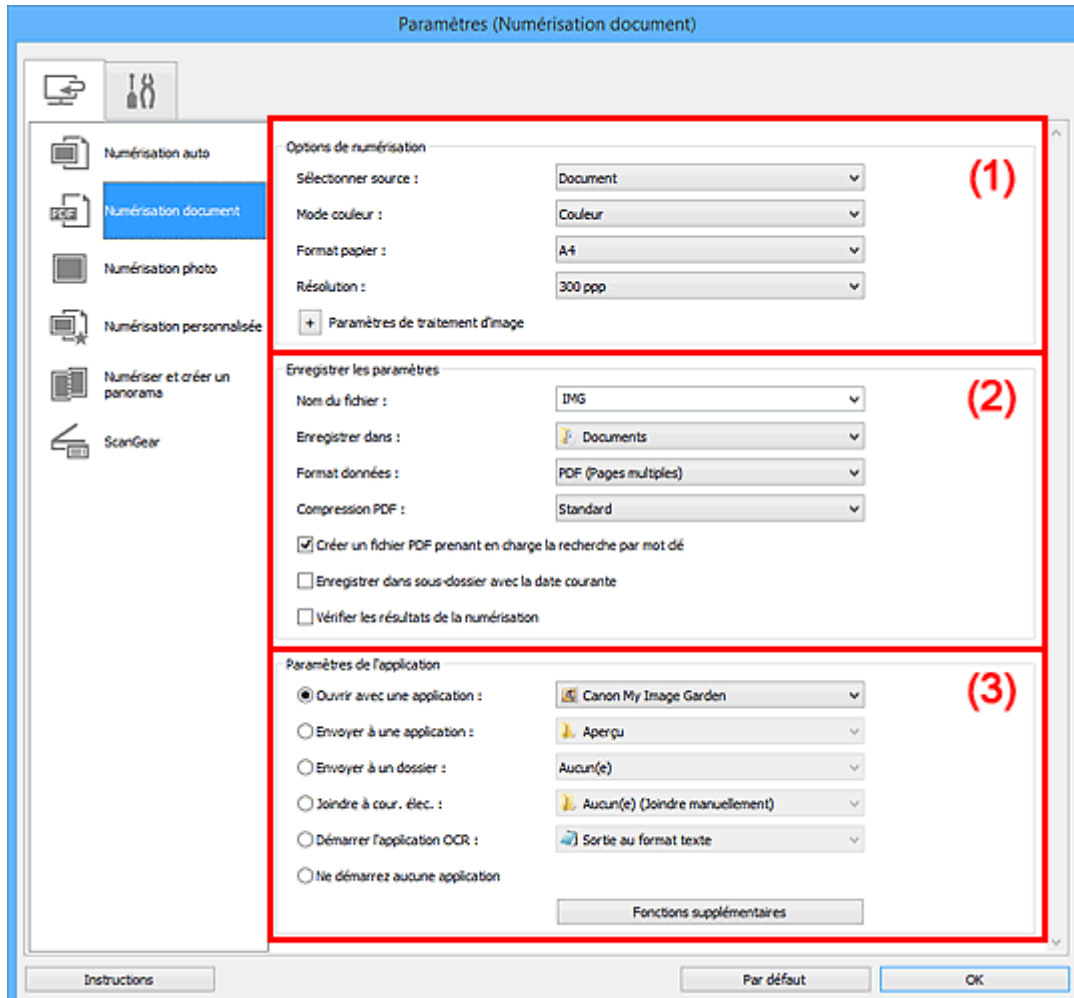 Paramètres (Numérisation document)
Numérisation auto
Numérisation document
Numérisation photo
Numérisation personnalisée
Numériser et créer un
panorama
ScanGear
Options de numérisation
(1)
Sélectionner source : Document
Mode couleur : Couleur
Format papier : A4
Résolution : 300 ppp
+ Paramètres de traitement d'image
Enregistrer les paramètres
(2)
Nom du fichier : IMG
Enregistrer dans : Documents
Format données : PDF (Pages multiples)
Compression PDF : Standard
Créer un fichier PDF prenant en charge la recherche par mot clé
Enregistrer dans sous-dossier avec la date courante
Vérifier les résultats de la numérisation
Paramètres de l'application
(3)
Ouvrir avec une application : Canon My Image Garden
Envoyer à une application : Aperçu
Envoyer à un dossier : Aucun(e)
Joindre à cour. élec. : Aucun(e) (Joindre manuellement)
Démarrer l'application OCR : Sortie au format texte
Ne démarrez aucune application
Fonctions supplémentaires
Instructions Par défaut OK